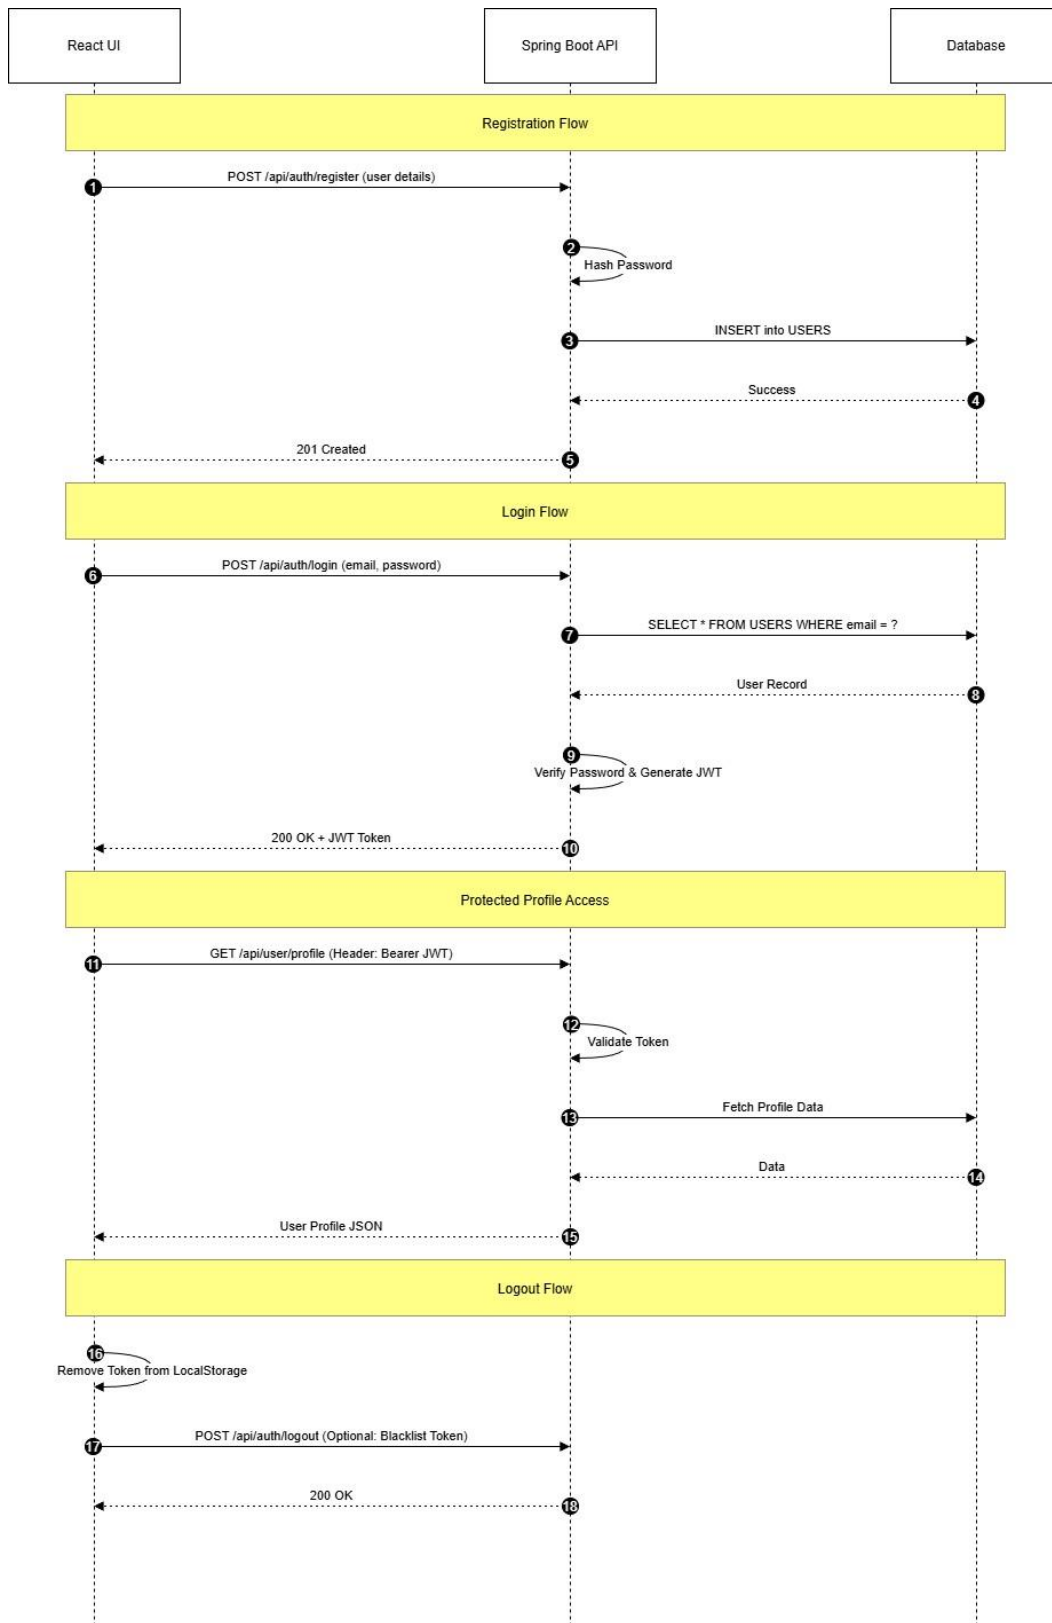 React UI
Spring Boot API
Database
Registration Flow
1
POST /api/auth/register (user details)
2
Hash Password
3
INSERT into USERS
Success
4
201 Created
5
Login Flow
6
POST /api/auth/login (email, password)
7
SELECT * FROM USERS WHERE email = ?
User Record
8
9
Verify Password & Generate JWT
200 OK + JWT Token
10
Protected Profile Access
11
GET /api/user/profile (Header: Bearer JWT)
12
Validate Token
13
Fetch Profile Data
Data
14
User Profile JSON
15
Logout Flow
16
Remove Token from LocalStorage
17
POST /api/auth/logout (Optional: Blacklist Token)
200 OK
18